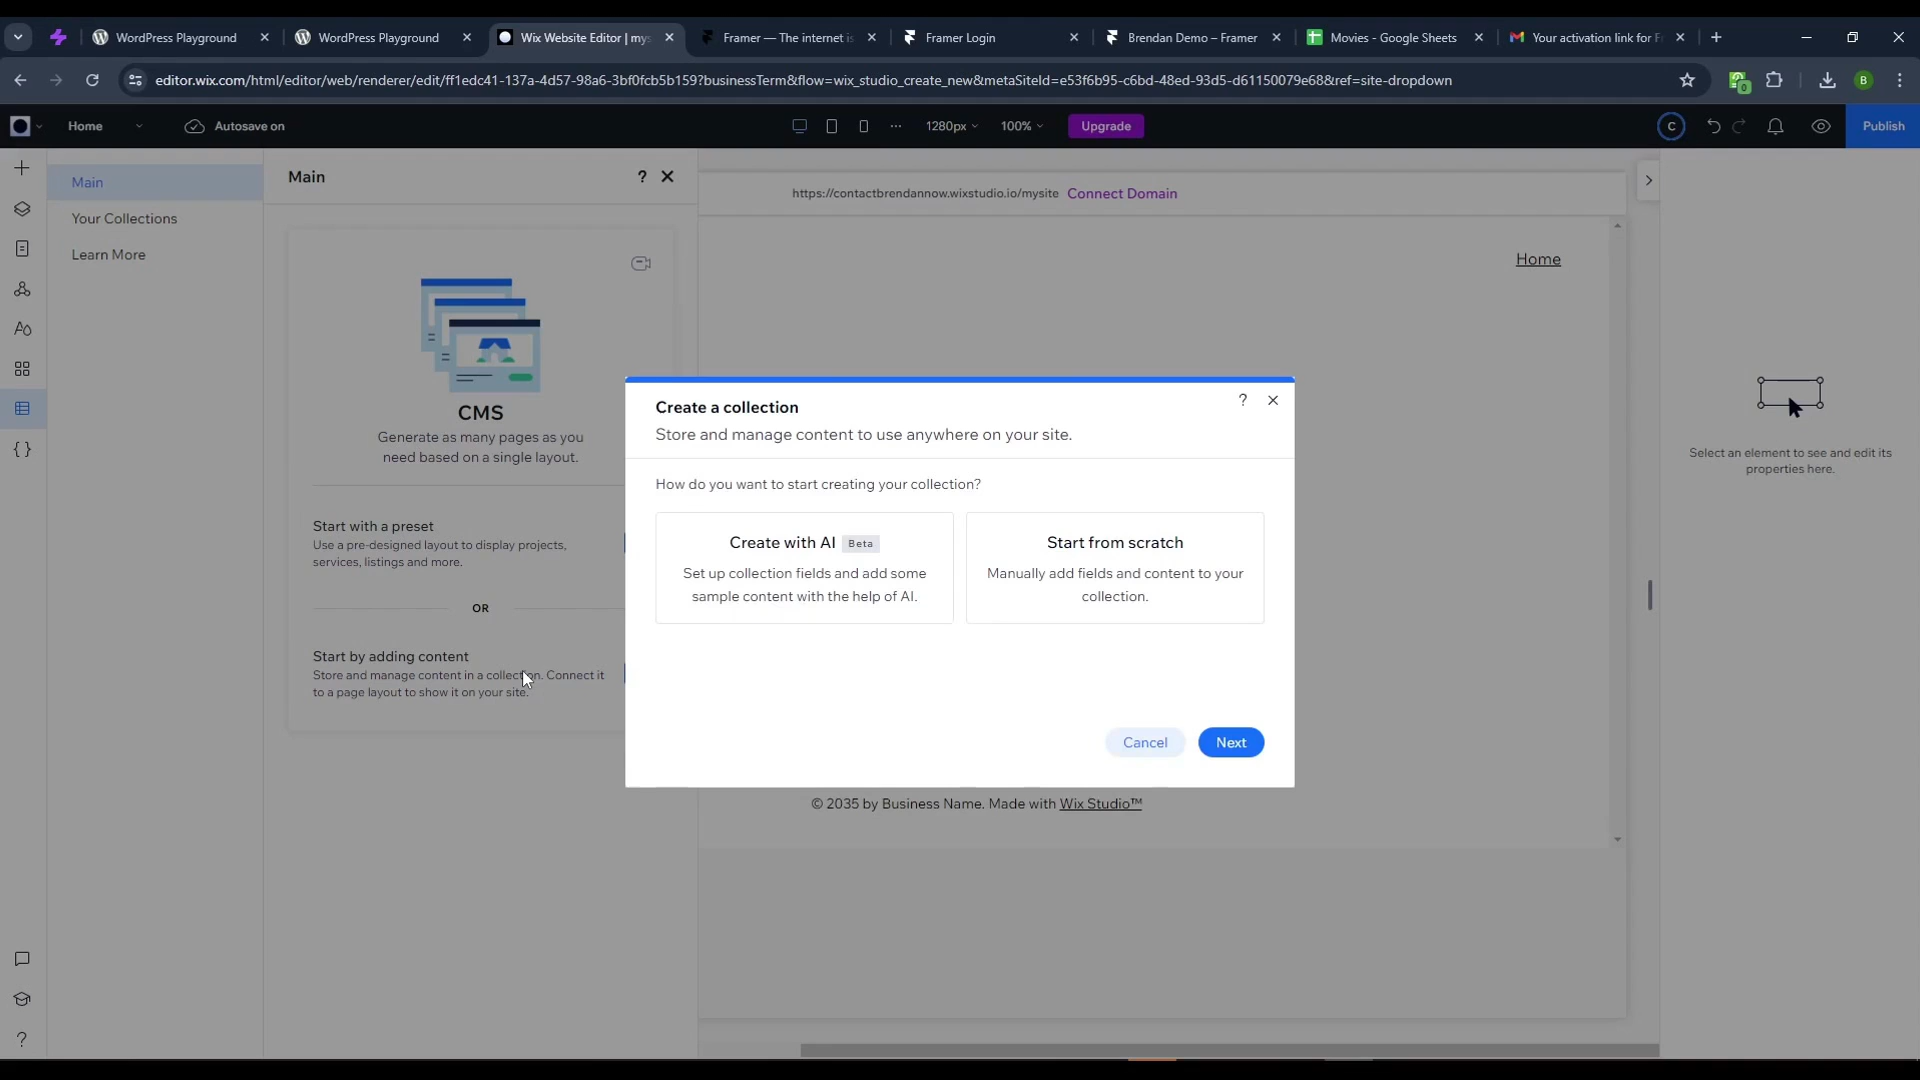 WordPress Playground
WordPress Playground
Wix Website Editor | mys
Framer — The internet is
Framer Login
Brendan Demo – Framer
Movies - Google Sheets
Your activation link for F
editor.wix.com/html/editor/web/renderer/edit/ff1edc41-137a-4d57-98a6-3bf0fcb5b159?businessTerm&flow=wix_studio_create_new&metaSiteId=e53f6b95-c6bd-48ed-93d5-d61150079e68&ref=site-dropdown
0
B
Home
Autosave on
1280px
100%
Upgrade
C
Publish
Main
Your Collections
Learn More
Main
?
https://contactbrendannow.wixstudio.io/mysite Connect Domain
Home
CMS
Generate as many pages as you
need based on a single layout.
Start with a preset
Use a pre-designed layout to display projects,
services, listings and more.
OR
Start by adding content
Store and manage content in a collection. Connect it
to a page layout to show it on your site.
Create a collection
?
Store and manage content to use anywhere on your site.
How do you want to start creating your collection?
Create with AI Beta
Set up collection fields and add some
sample content with the help of AI.
Start from scratch
Manually add fields and content to your
collection.
Cancel
Next
© 2035 by Business Name. Made with Wix Studio™
Select an element to see and edit its
properties here.
?